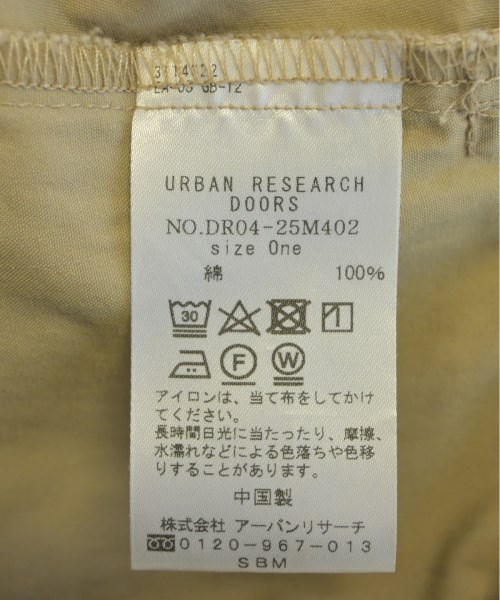 URBAN RESEARCH
DOORS
NO.DR04-25M402
size One
綿 100%
30
F W
アイロンは、当て布をしてかけ
てください。
長時間日光に当たったり、摩擦、
水濡れなどによる色落ちや色移
りすることがあります。
中国製
株式会社 アーバンリサーチ
0120-967-013
SBM